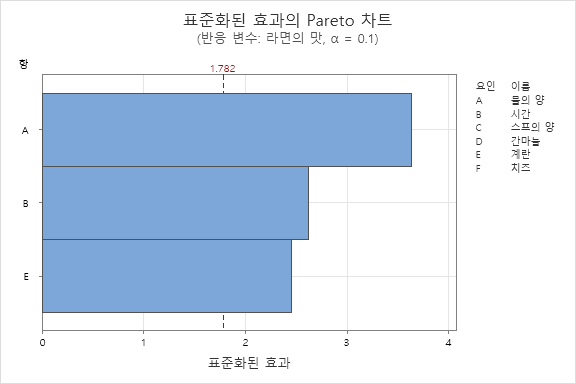 표준화된 효과의 Pareto 차트
(반응 변수: 라면의 맛, α = 0.1)
항
1.782
A
B
E
0 1 2 3 4
표준화된 효과
요인 이름
A 물의 양
B 시간
C 스프의 양
D 간마늘
E 계란
F 치즈